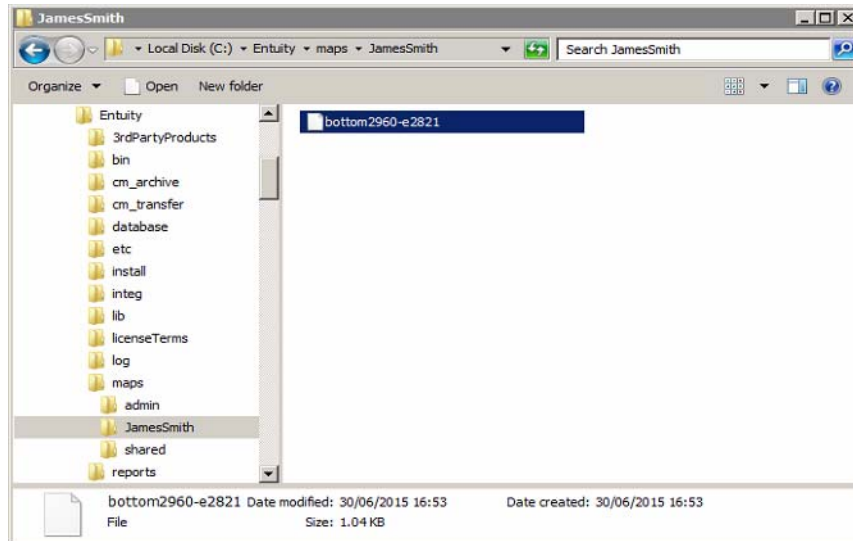 JamesSmith
Local Disk (C:) Entuity maps JamesSmith
Search JamesSmith
Organize Open New folder
Entuity
3rdPartyProducts
bin
cm_archive
cm_transfer
database
etc
install
integ
lib
licenseTerms
log
maps
admin
JamesSmith
shared
reports
bottom2960-e2821
bottom2960-e2821 Date modified: 30/06/2015 16:53 Date created: 30/06/2015 16:53
File Size: 1.04 KB